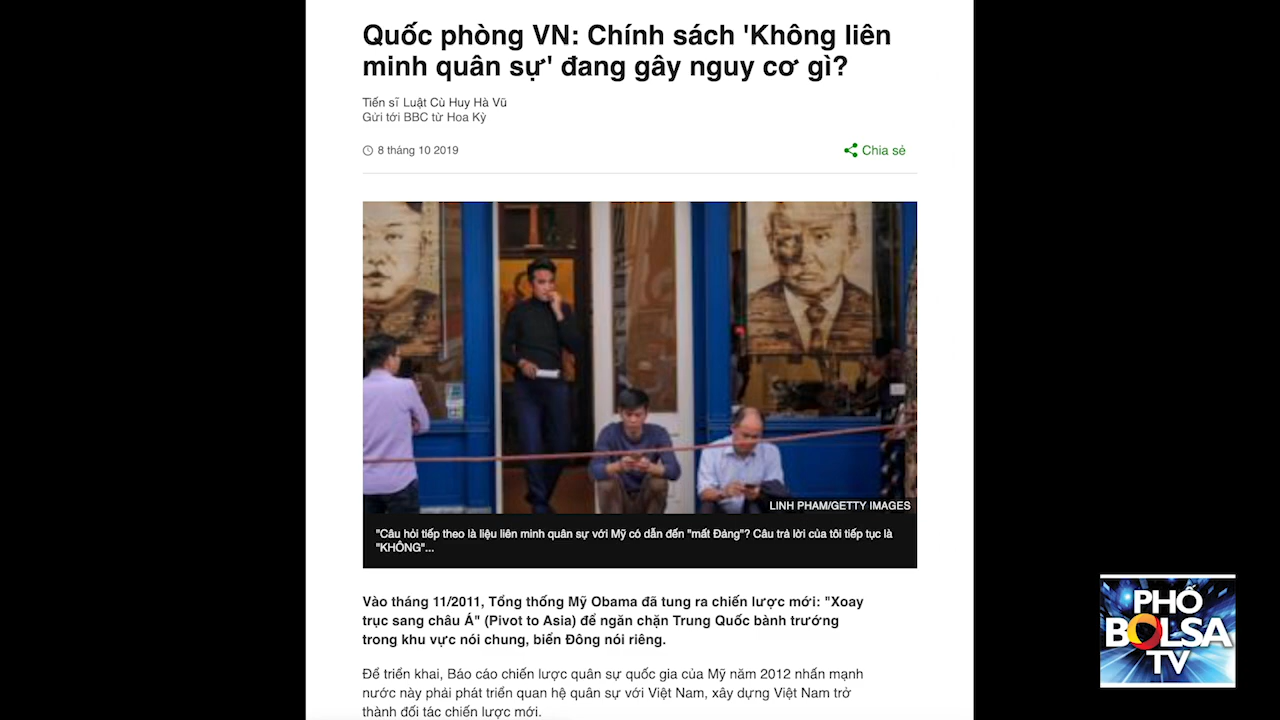 Quốc phòng VN: Chính sách 'Không liên
minh quân sự' đang gây nguy cơ gì?
Tiến sĩ Luật Cù Huy Hà Vũ
Gửi tới BBC từ Hoa Kỳ
8 tháng 10 2019
Chia sẻ
LINH PHAM/GETTY IMAGES
"Câu hỏi tiếp theo là liệu liên minh quân sự với Mỹ có dẫn đến "mất Đảng"? Câu trả lời của tôi tiếp tục là
"KHÔNG"...
Vào tháng 11/2011, Tổng thống Mỹ Obama đã tung ra chiến lược mới: "Xoay
trục sang châu Á" (Pivot to Asia) để ngăn chặn Trung Quốc bành trướng
trong khu vực nói chung, biển Đông nói riêng.
Để triển khai, Báo cáo chiến lược quân sự quốc gia của Mỹ năm 2012 nhấn mạnh
nước này phải phát triển quan hệ quân sự với Việt Nam, xây dựng Việt Nam trở
thành đối tác chiến lược mới.
PHỐ
BOLSA
TV